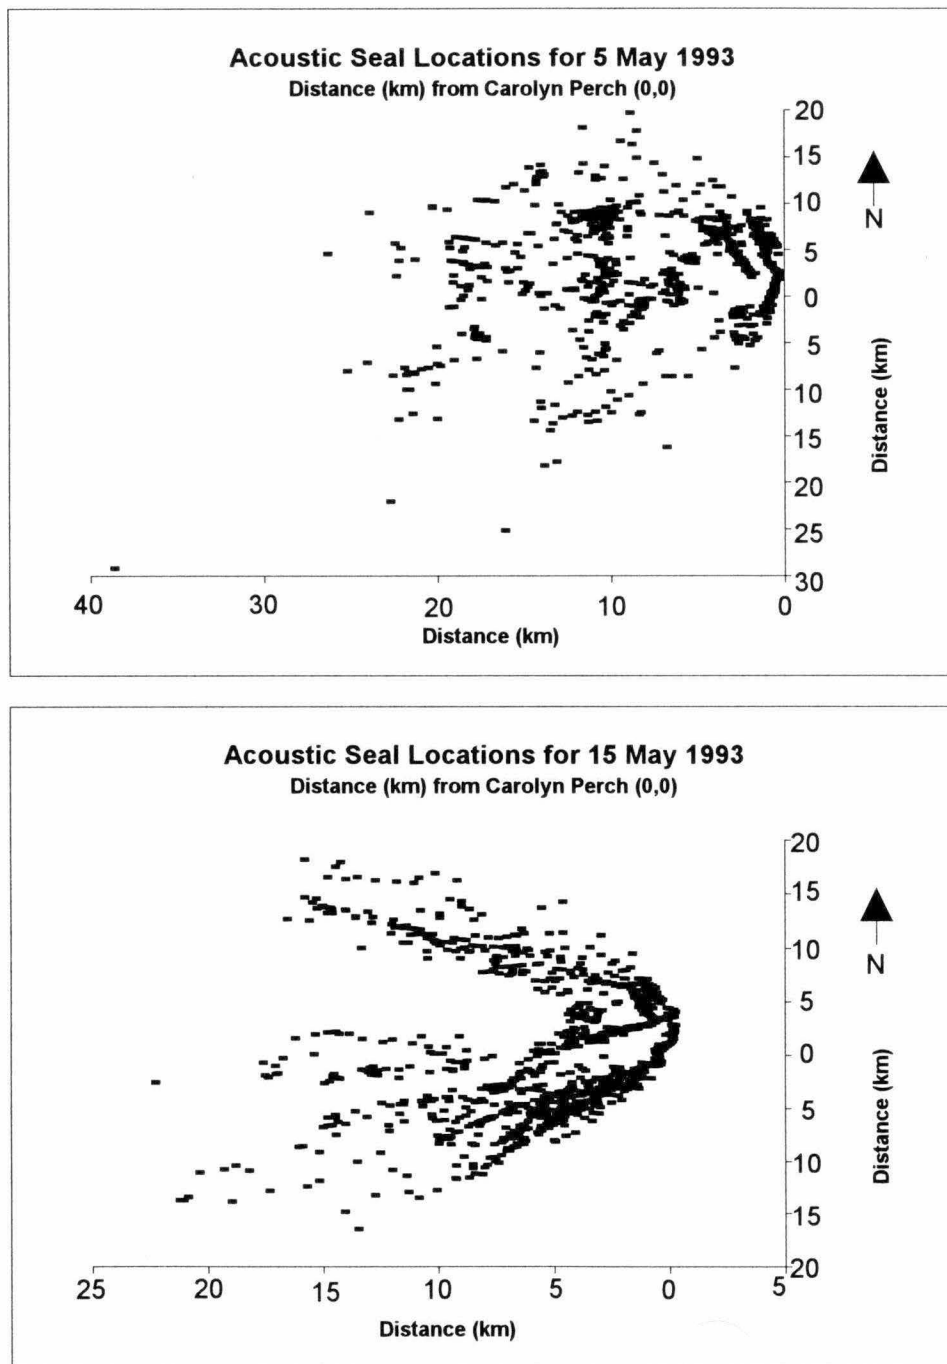 Acoustic Seal Locations for 5 May 1993
Distance (km) from Carolyn Perch (0,0)
20
15
10
5
0
5
10
15
20
25
30
N
Distance (km)
40 30 20 10 0
Distance (km)
Acoustic Seal Locations for 15 May 1993
Distance (km) from Carolyn Perch (0,0)
20
15
10
5
0
5
10
15
20
N
Distance (km)
25 20 15 10 5 0 5
Distance (km)